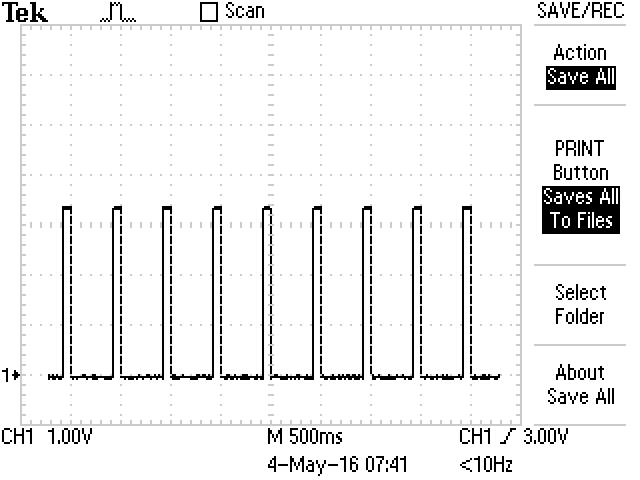 Tek
Scan
SAVE/REC
Action
Save All
PRINT
Button
Saves All
To Files
Select
Folder
About
Save All
1
CH1 1.00V
M 500ms
CH1 3.00V
4-May-16 07:41
<10Hz